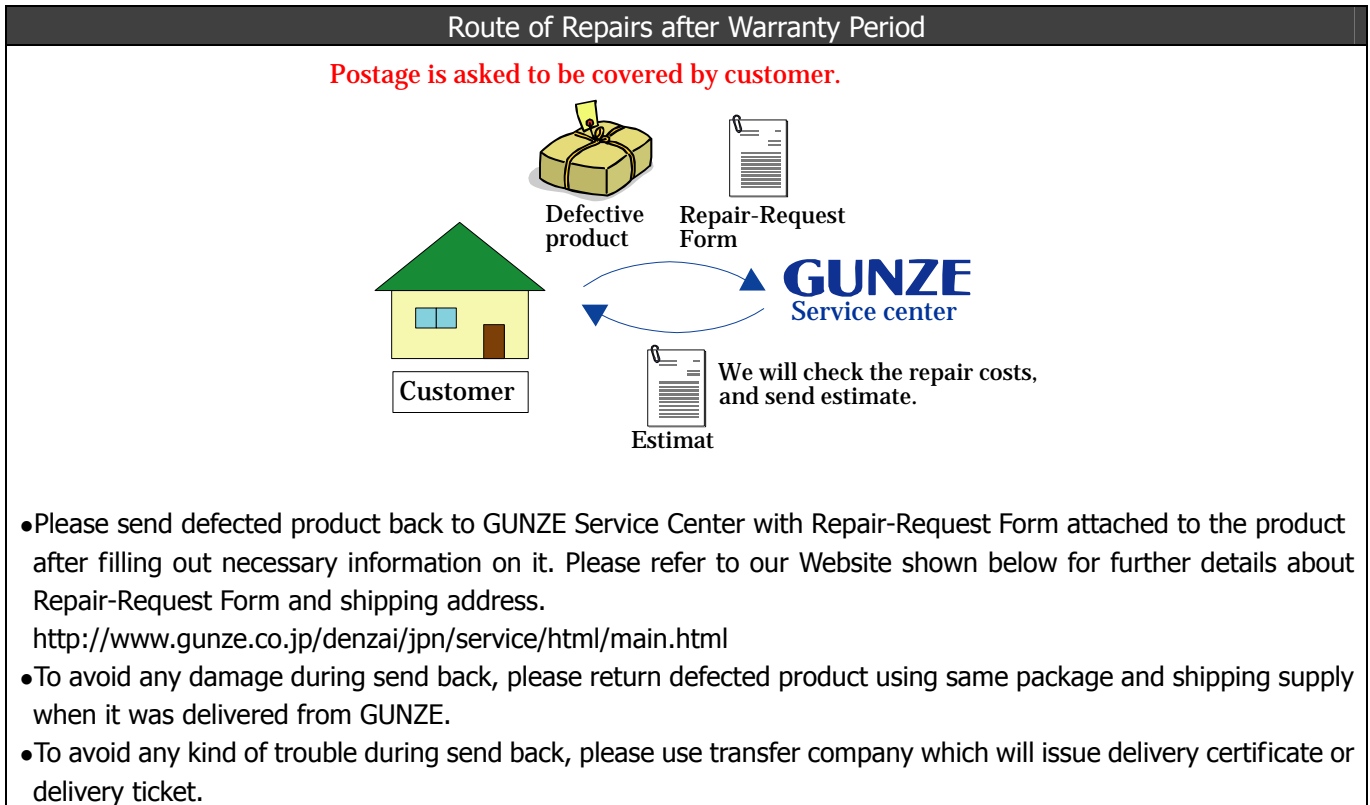 Route of Repairs after Warranty Period
Postage is asked to be covered by customer.
Defective
product
Repair-Request
Form
GUNZE
Service center
Customer
We will check the repair costs,
and send estimate.
Estimat
●Please send defected product back to GUNZE Service Center with Repair-Request Form attached to the product
after filling out necessary information on it. Please refer to our Website shown below for further details about
Repair-Request Form and shipping address.
http://www.gunze.co.jp/denzai/jpn/service/html/main.html
●To avoid any damage during send back, please return defected product using same package and shipping supply
when it was delivered from GUNZE.
●To avoid any kind of trouble during send back, please use transfer company which will issue delivery certificate or
delivery ticket.